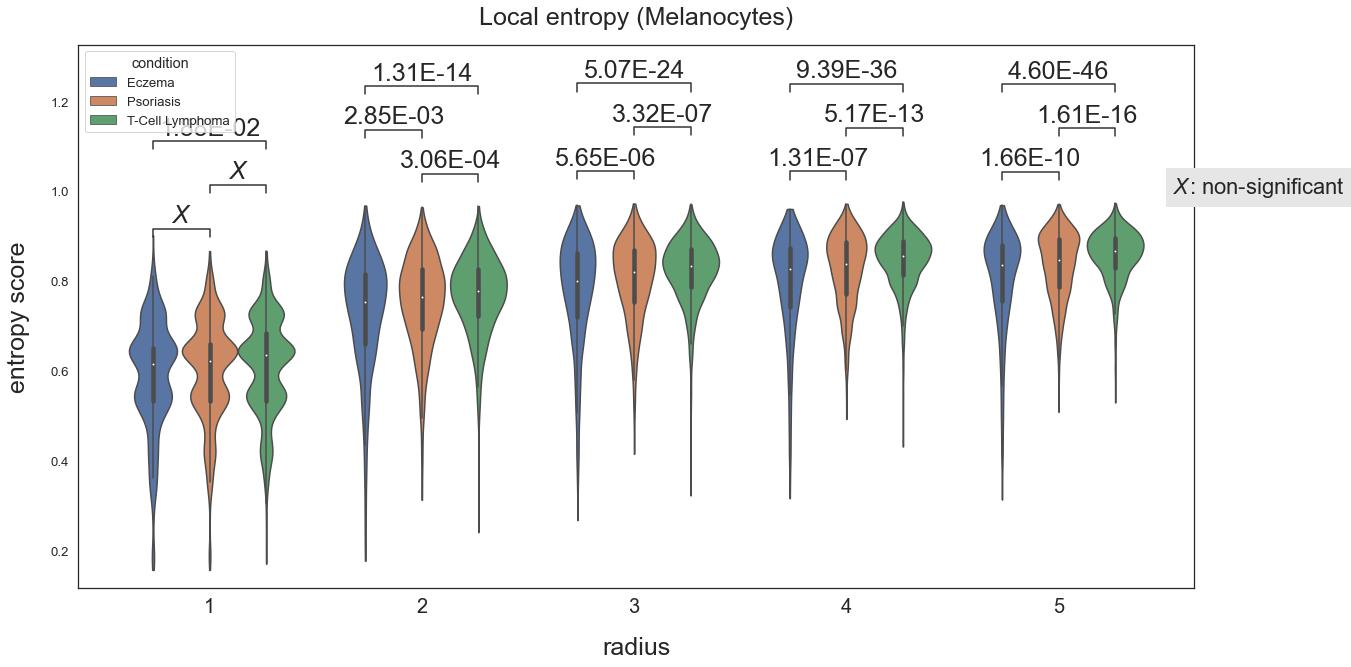 Local entropy (Melanocytes)
condition
Eczema
Psoriasis
T-Cell Lymphoma
1.31E-14
5.07E-24
9.39E-36
4.60E-46
2.85E-03
3.32E-07
5.17E-13
1.61E-16
X
3.06E-04
5.65E-06
1.31E-07
1.66E-10
X
X: non-significant
1.2
1.0
0.8
0.6
0.4
0.2
entropy score
1 2 3 4 5
radius